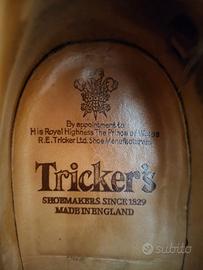 By appointment to
His Royal Highness The Prince of Wales
R.E. Tricker Ltd. Shoe Manufacturers
Tricker's
SHOEMAKERS SINCE 1829
MADE IN ENGLAND
subito